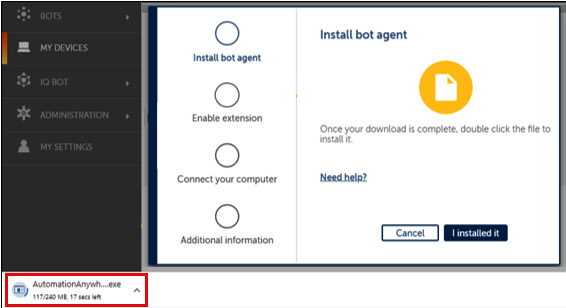 BOTS
MY DEVICES
IQ BOT
ADMINISTRATION
MY SETTINGS
Install bot agent
Enable extension
Connect your computer
Additional information
Install bot agent
Once your download is complete, double click the file to
install it.
Need help?
Cancel
I installed it
AutomationAnywh....exe
117/240 MB, 17 secs left